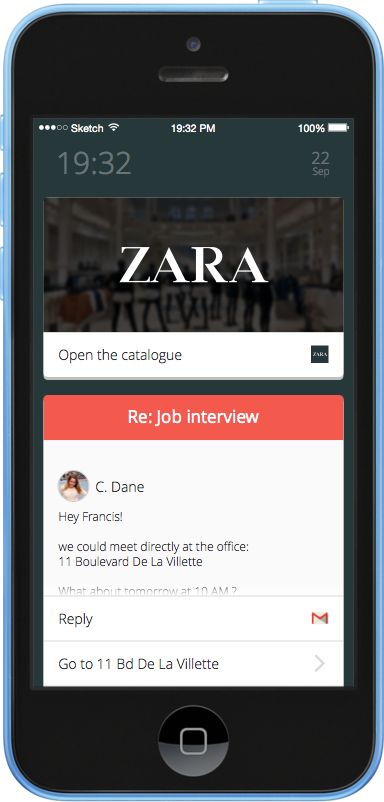 Sketch 19:32 PM 100%
19:32 22
Sep
ZARA
Open the catalogue ZARA
Re: Job interview
C. Dane
Hey Francis!
we could meet directly at the office:
11 Boulevard De La Villette
What about tomorrow at 10 AM ?
Reply
Go to 11 Bd De La Villette